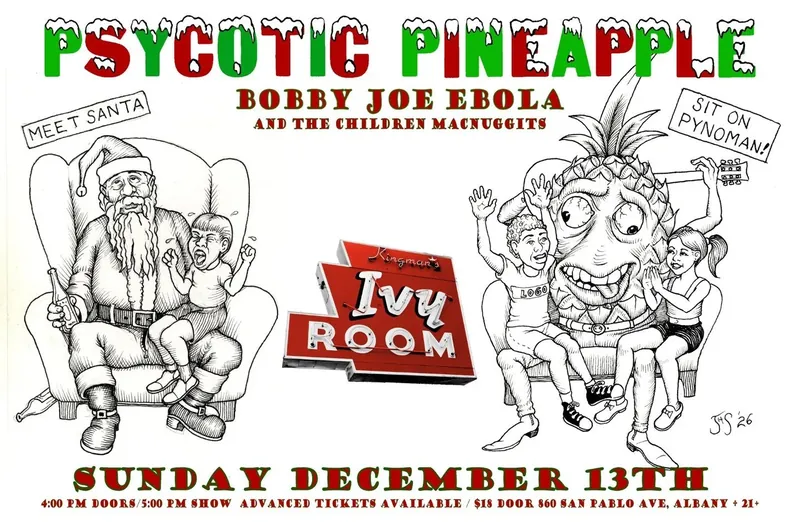 PSYCOTIC PINEAPPLE
BOBBY JOE EBOLA
AND THE CHILDREN MACNUGGITS
MEET SANTA
SIT ON
PYNOMAN!
LOGO
Kingman's
Ivy
ROOM
JHS '26
SUNDAY DECEMBER 13TH
4:00 PM DOORS/5:00 PM SHOW ADVANCED TICKETS AVAILABLE / $18 DOOR 860 SAN PABLO AVE, ALBANY + 21+